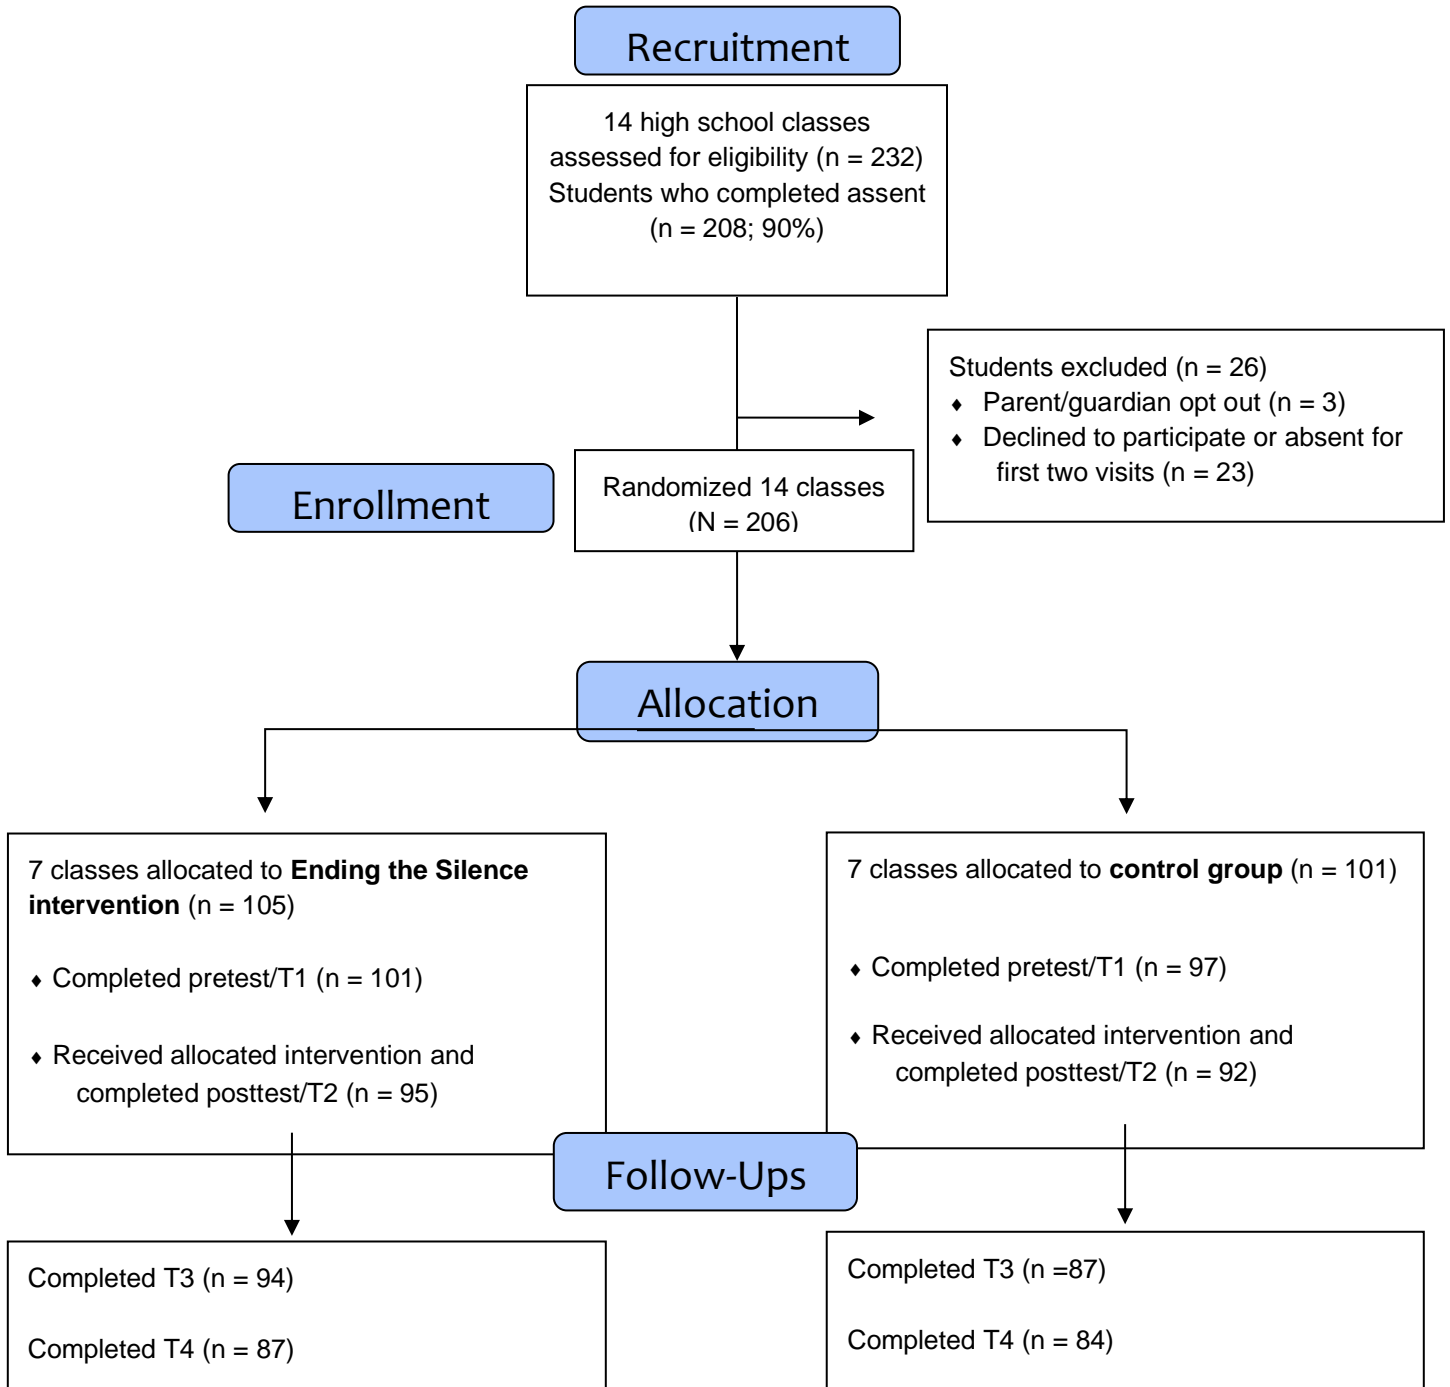 Recruitment
14 high school classes
assessed for eligibility (n = 232)
Students who completed assent
(n = 208; 90%)
Students excluded (n = 26)
♦ Parent/guardian opt out (n = 3)
♦ Declined to participate or absent for
first two visits (n = 23)
Enrollment
Randomized 14 classes
(N = 206)
Allocation
7 classes allocated to Ending the Silence
intervention (n = 105)
♦ Completed pretest/T1 (n = 101)
♦ Received allocated intervention and
completed posttest/T2 (n = 95)
7 classes allocated to control group (n = 101)
♦ Completed pretest/T1 (n = 97)
♦ Received allocated intervention and
completed posttest/T2 (n = 92)
Follow-Ups
Completed T3 (n = 94)
Completed T4 (n = 87)
Completed T3 (n =87)
Completed T4 (n = 84)